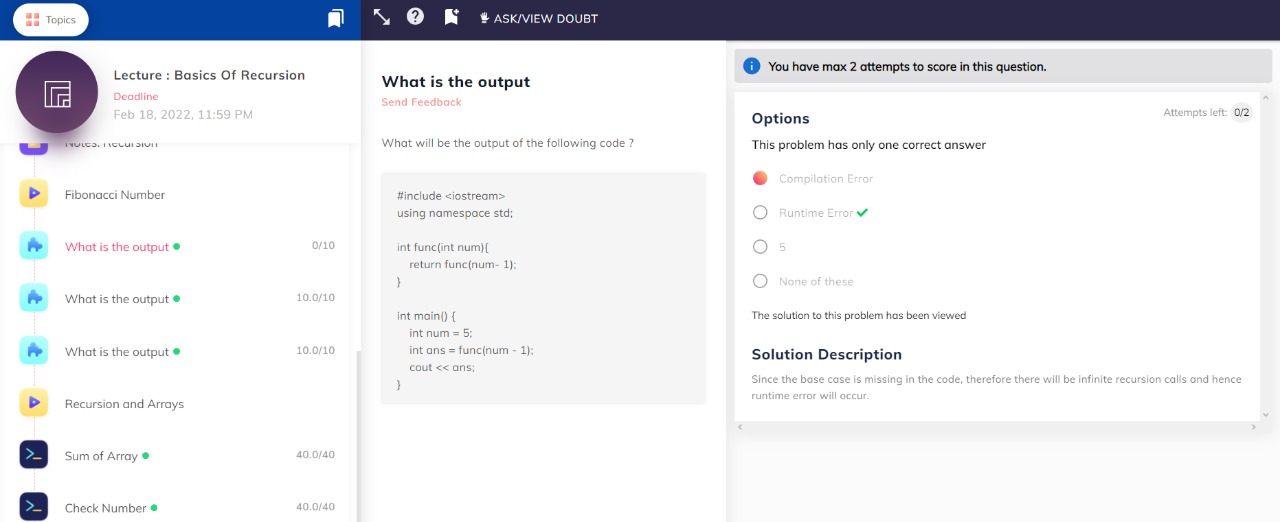 Topics
ASK/VIEW DOUBT
Lecture : Basics Of Recursion
Deadline
Feb 18, 2022, 11:59 PM
Notes: Recursion
Fibonacci Number
What is the output 0/10
What is the output 10.0/10
What is the output 10.0/10
Recursion and Arrays
Sum of Array 40.0/40
Check Number 40.0/40
What is the output
Send Feedback
What will be the output of the following code ?
#include <iostream>
using namespace std;
int func(int num){
return func(num- 1);
}
int main() {
int num = 5;
int ans = func(num - 1);
cout << ans;
}
You have max 2 attempts to score in this question.
Options
Attempts left: 0/2
This problem has only one correct answer
Compilation Error
Runtime Error
5
None of these
The solution to this problem has been viewed
Solution Description
Since the base case is missing in the code, therefore there will be infinite recursion calls and hence
runtime error will occur.